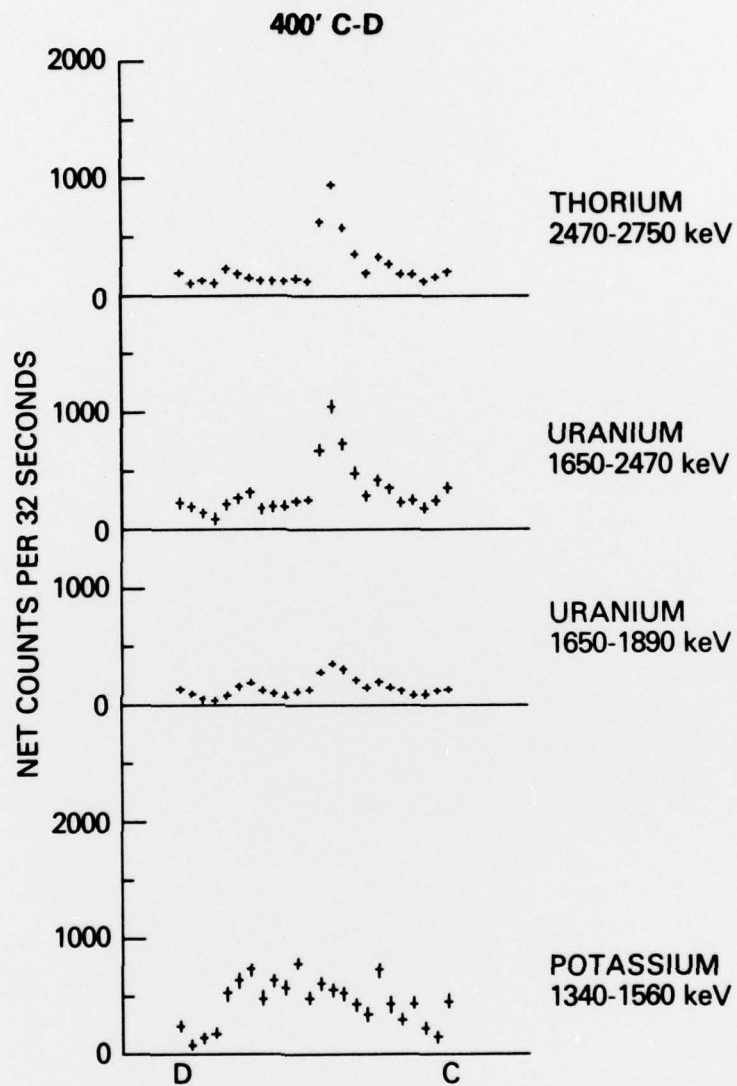 400' C-D
2000
1000
0
THORIUM
2470-2750 keV
1000
0
URANIUM
1650-2470 keV
1000
0
URANIUM
1650-1890 keV
2000
1000
0
POTASSIUM
1340-1560 keV
NET COUNTS PER 32 SECONDS
D C